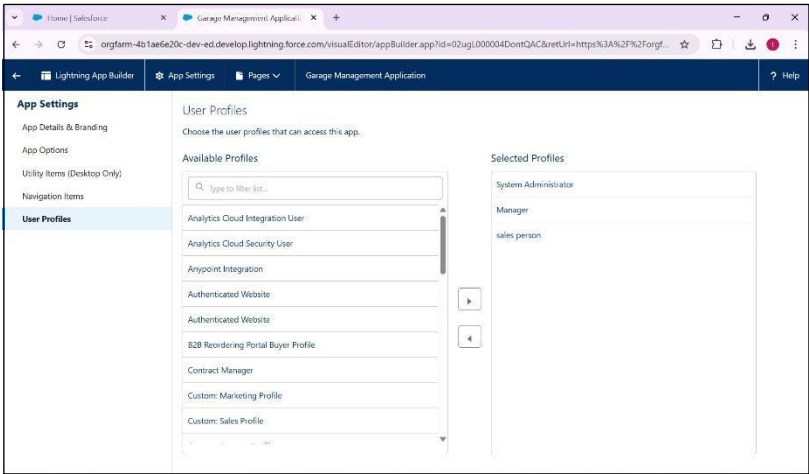 Home | Salesforce
Garage Management Applicatio
orgfarm-4b1ae6e20c-dev-ed.develop.lightning.force.com/visualEditor/appBuilder.app?id=02ugL000004DontQAC&retUrl=https%3A%2F%2Forgf...
Lightning App Builder
App Settings
Pages
Garage Management Application
? Help
App Settings
App Details & Branding
App Options
Utility Items (Desktop Only)
Navigation Items
User Profiles
User Profiles
Choose the user profiles that can access this app.
Available Profiles
Type to filter list...
Analytics Cloud Integration User
Analytics Cloud Security User
Anypoint Integration
Authenticated Website
Authenticated Website
B2B Reordering Portal Buyer Profile
Contract Manager
Custom: Marketing Profile
Custom: Sales Profile
Selected Profiles
System Administrator
Manager
sales person